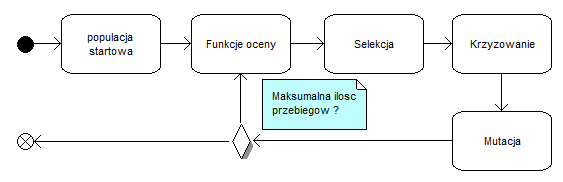 populacja
startowa
Funkcje oceny
Selekcja
Krzyzowanie
Maksumalna ilosc
przebiegow ?
Mutacja